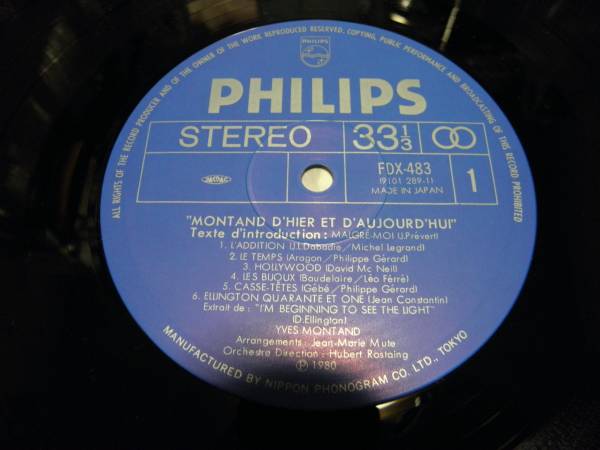 ALL RIGHTS OF THE RECORD PRODUCER AND OF THE OWNER OF THE WORK REPRODUCED RESERVED. COPYING, PUBLIC PERFORMANCE AND BROADCASTING OF THIS RECORD PROHIBITED
PHILIPS
PHILIPS
STEREO 33 1/3
FDX-483
(9101 289-1)
MADE IN JAPAN
1
"MONTAND D'HIER ET D'AUJOURD'HUI"
Texte d'introduction: MALGRÉ-MOI (J.Prévert)
1. L'ADDITION (J.L.Dabadie/Michel Legrand)
2. LE TEMPS (Aragon/Philippe Gérard)
3. HOLLYWOOD (David Mc Neil)
4. LES BIJOUX (Baudelaire/Léo Ferré)
5. CASSE-TÊTES (Gébé/Philippe Gérard)
6. ELLINGTON QUARANTE ET ONE (Jean Constantin)
Extrait de: "I'M BEGINNING TO SEE THE LIGHT"
(D.Ellington)
YVES MONTAND
Arrangements: Jean-Marie Mute
Orchestre Direction: Hubert Rostaing
Ⓟ 1980
MANUFACTURED BY NIPPON PHONOGRAM CO. LTD., TOKYO